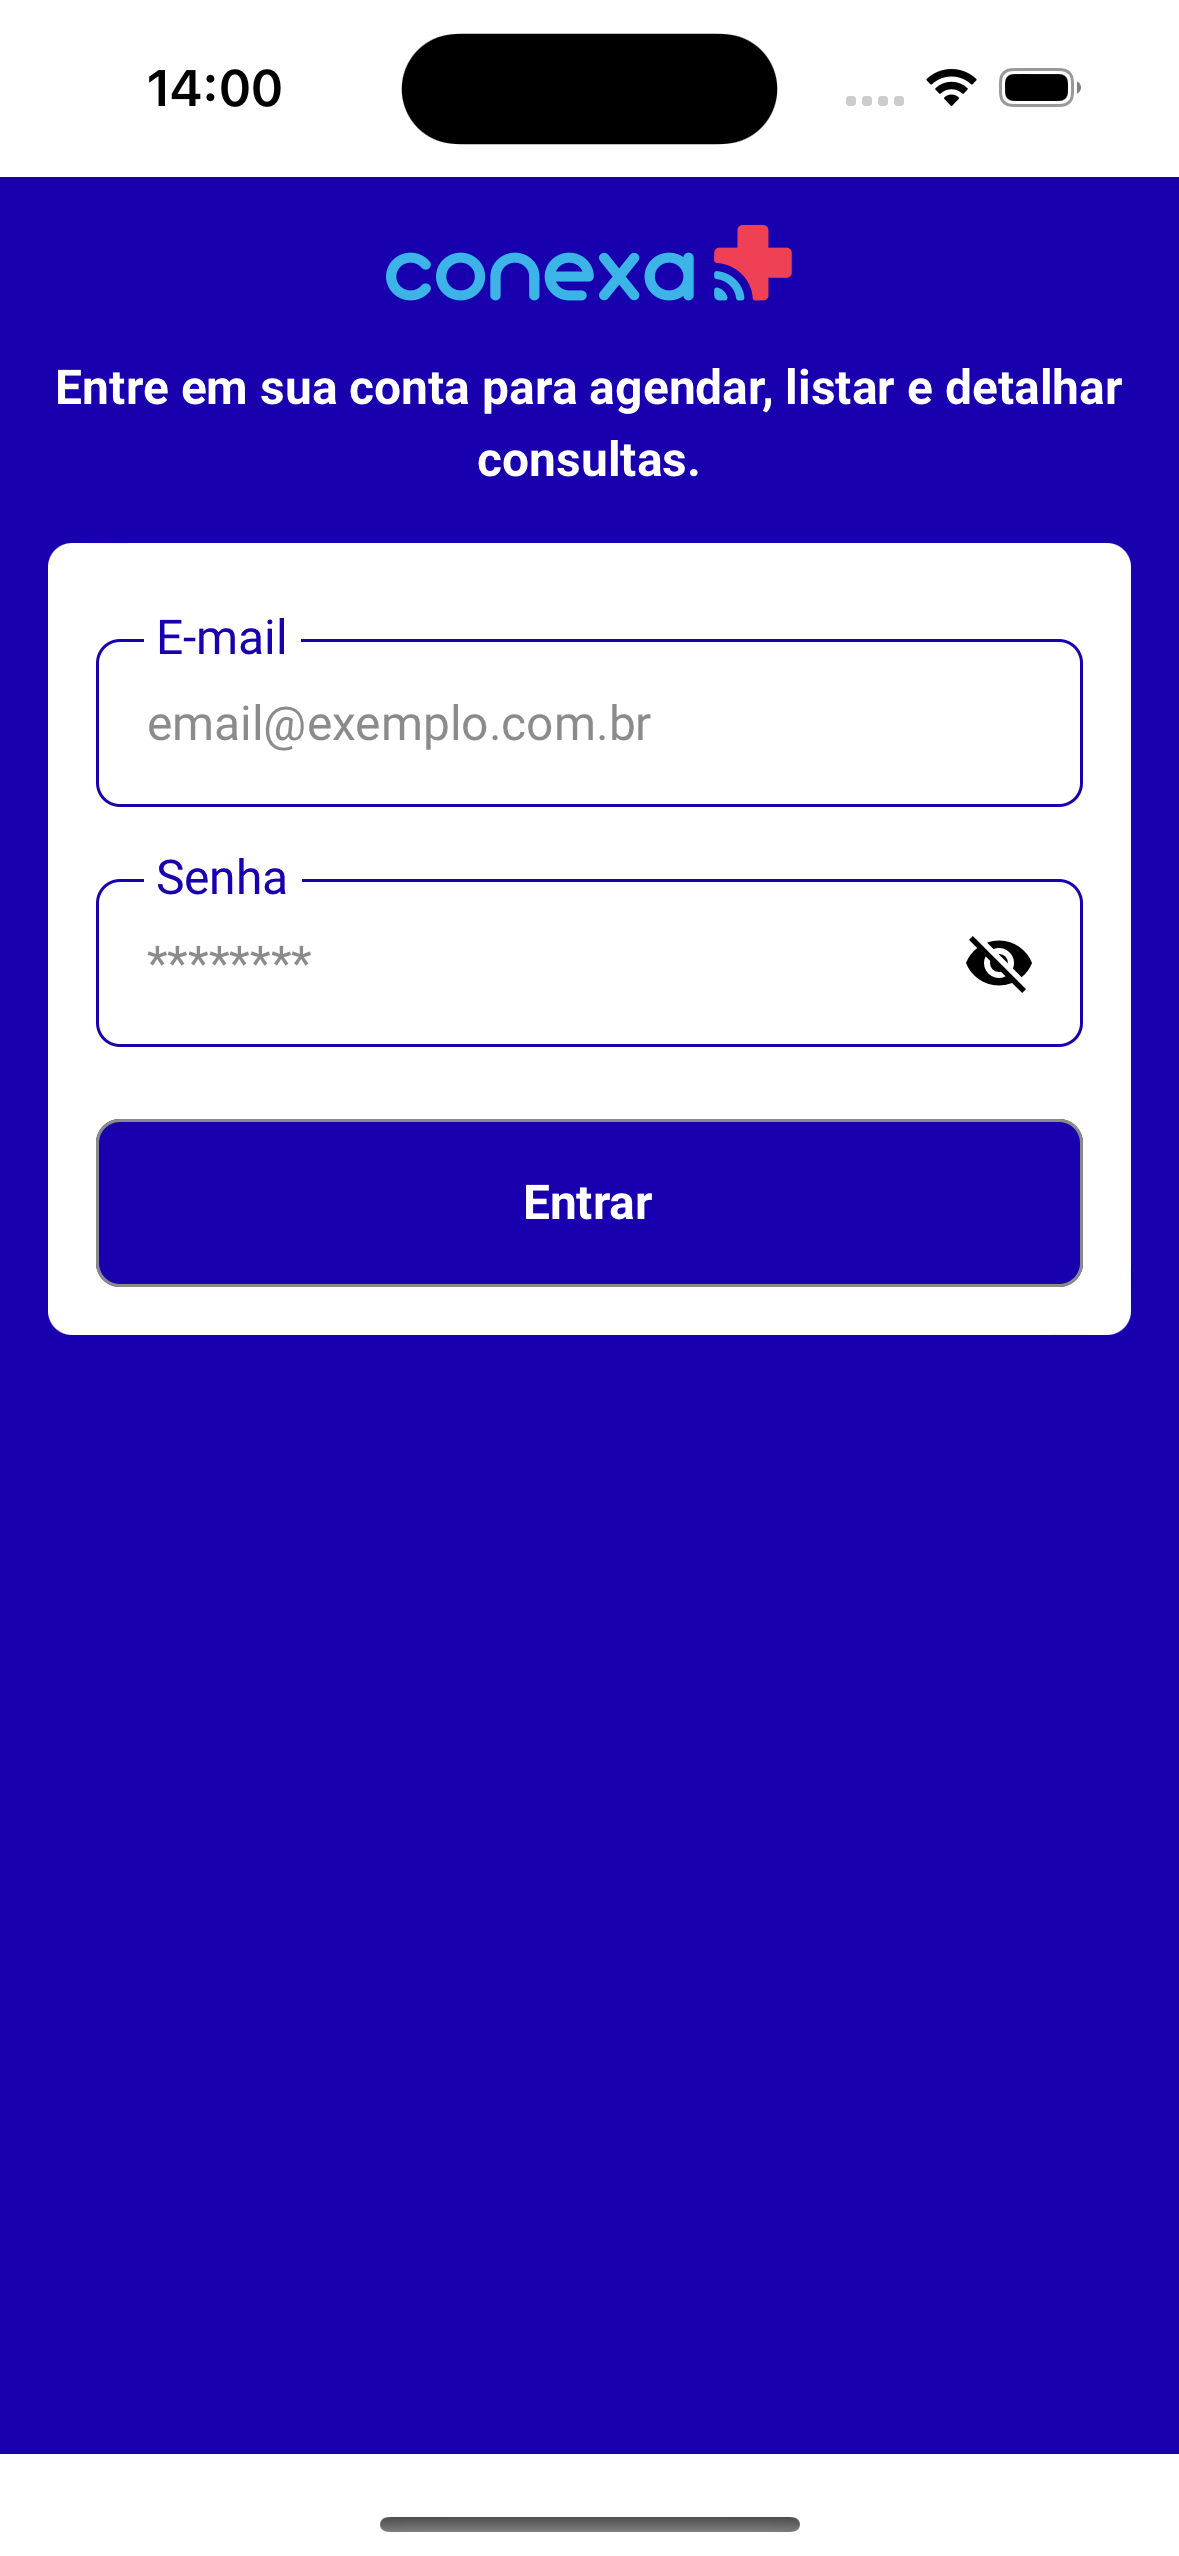 14:00
conexa
Entre em sua conta para agendar, listar e detalhar
consultas.
E-mail
email@exemplo.com.br
Senha
********
Entrar